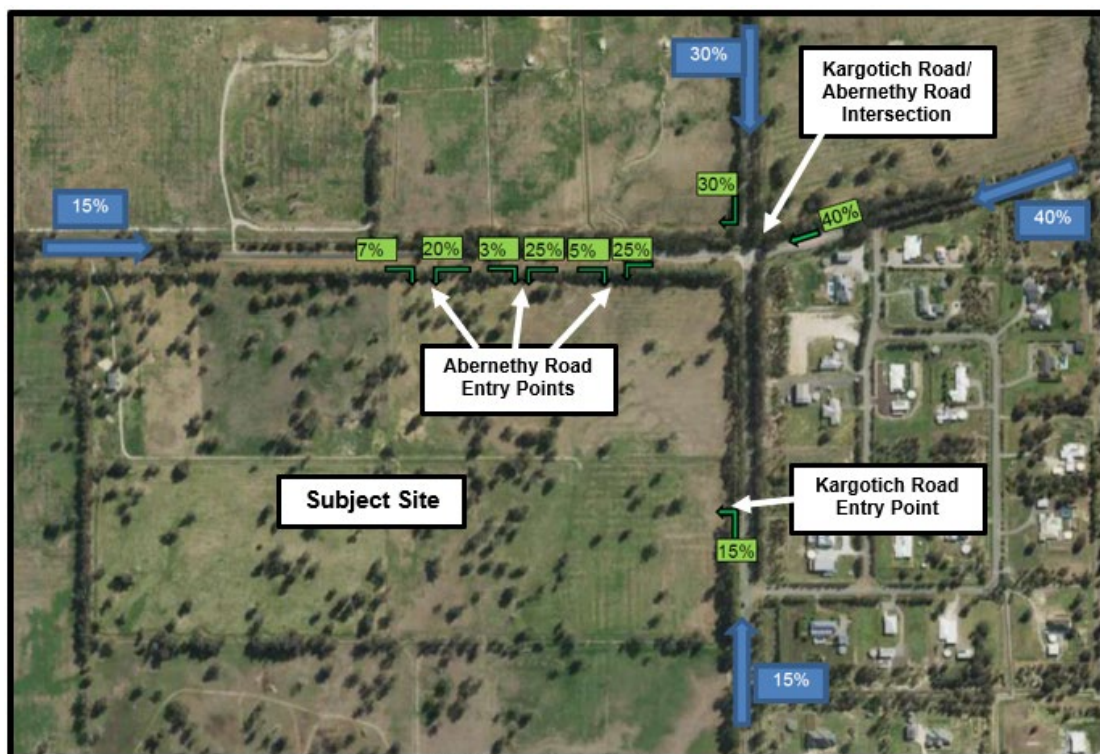 30%
Kargotich Road/
Abernethy Road
Intersection
15%
30%
40%
40%
7%
20%
3%
25%
5%
25%
Abernethy Road
Entry Points
Subject Site
Kargotich Road
Entry Point
15%
15%